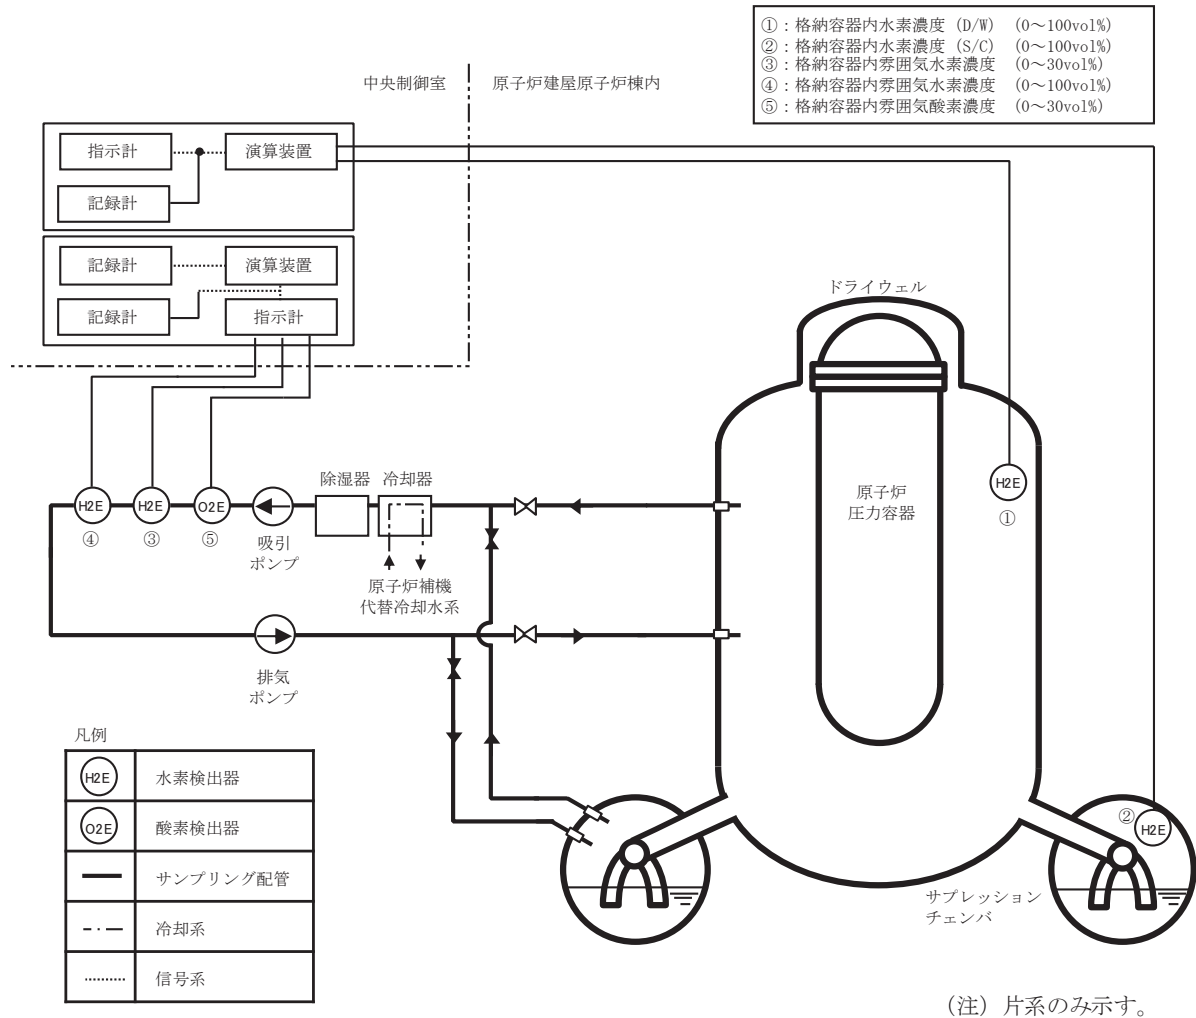 ①：格納容器内水素濃度（D/W） （0～100vol%）
②：格納容器内水素濃度（S/C） （0～100vol%）
③：格納容器内雰囲気水素濃度 （0～30vol%）
④：格納容器内雰囲気水素濃度 （0～100vol%）
⑤：格納容器内雰囲気酸素濃度 （0～30vol%）
中央制御室
原子炉建屋原子炉棟内
指示計
演算装置
記録計
記録計
演算装置
記録計
指示計
ドライウェル
除湿器
冷却器
H2E
H2E
O2E
④
③
⑤
吸引
ポンプ
原子炉補機
代替冷却水系
原子炉
圧力容器
H2E
①
排気
ポンプ
②
H2E
サプレッション
チェンバ
凡例
H2E
水素検出器
O2E
酸素検出器
サンプリング配管
冷却系
信号系
（注）片系のみ示す。